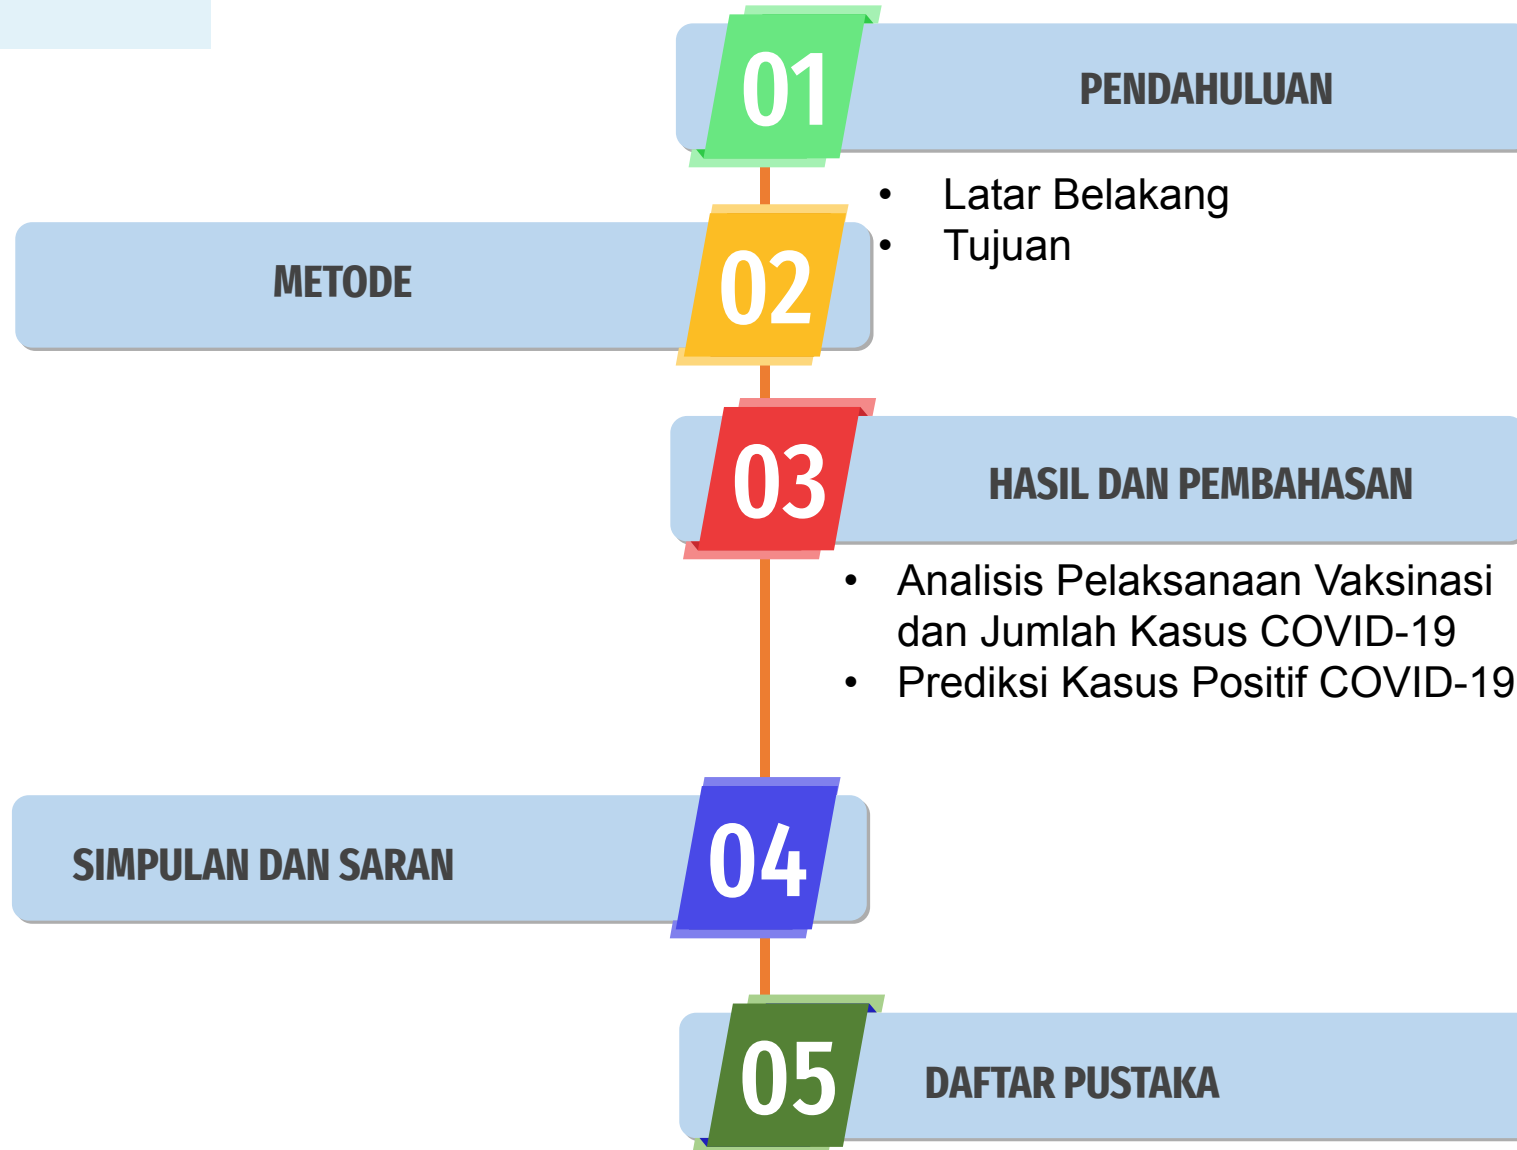 01
PENDAHULUAN
• Latar Belakang
• Tujuan
02
METODE
03
HASIL DAN PEMBAHASAN
• Analisis Pelaksanaan Vaksinasi
dan Jumlah Kasus COVID-19
• Prediksi Kasus Positif COVID-19
04
SIMPULAN DAN SARAN
05
DAFTAR PUSTAKA